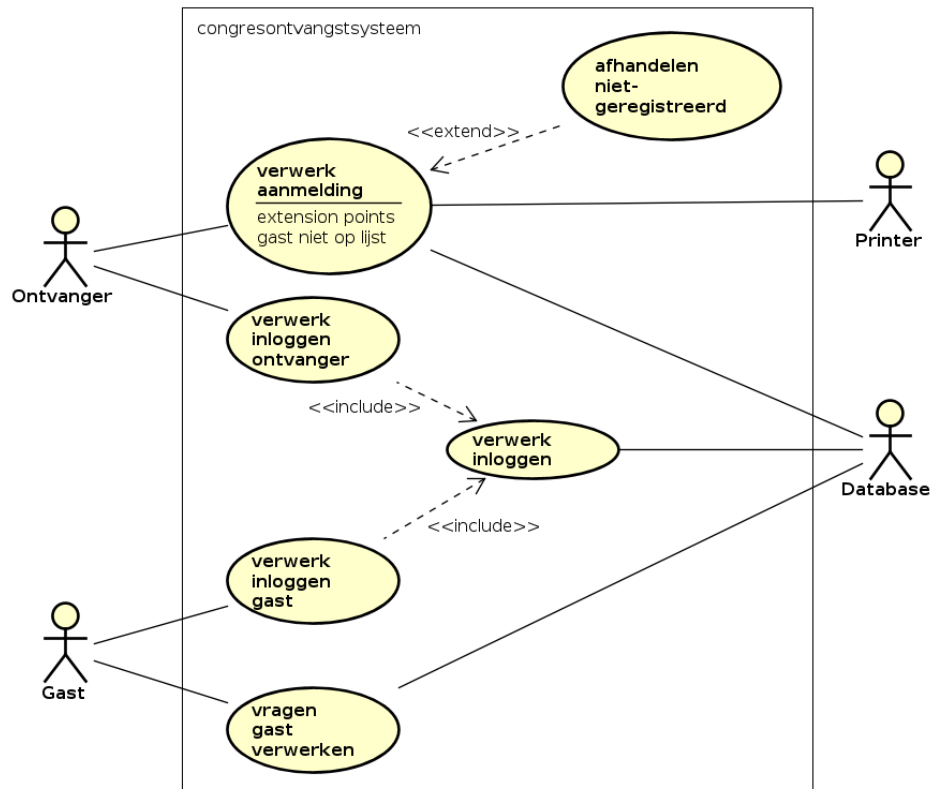 congresontvangstsysteem
afhandelen
niet-
geregistreerd
<<extend>>
verwerk
aanmelding
extension points
gast niet op lijst
Printer
Ontvanger
verwerk
inloggen
ontvanger
<<include>>
verwerk
inloggen
Database
<<include>>
verwerk
inloggen
gast
Gast
vragen
gast
verwerken